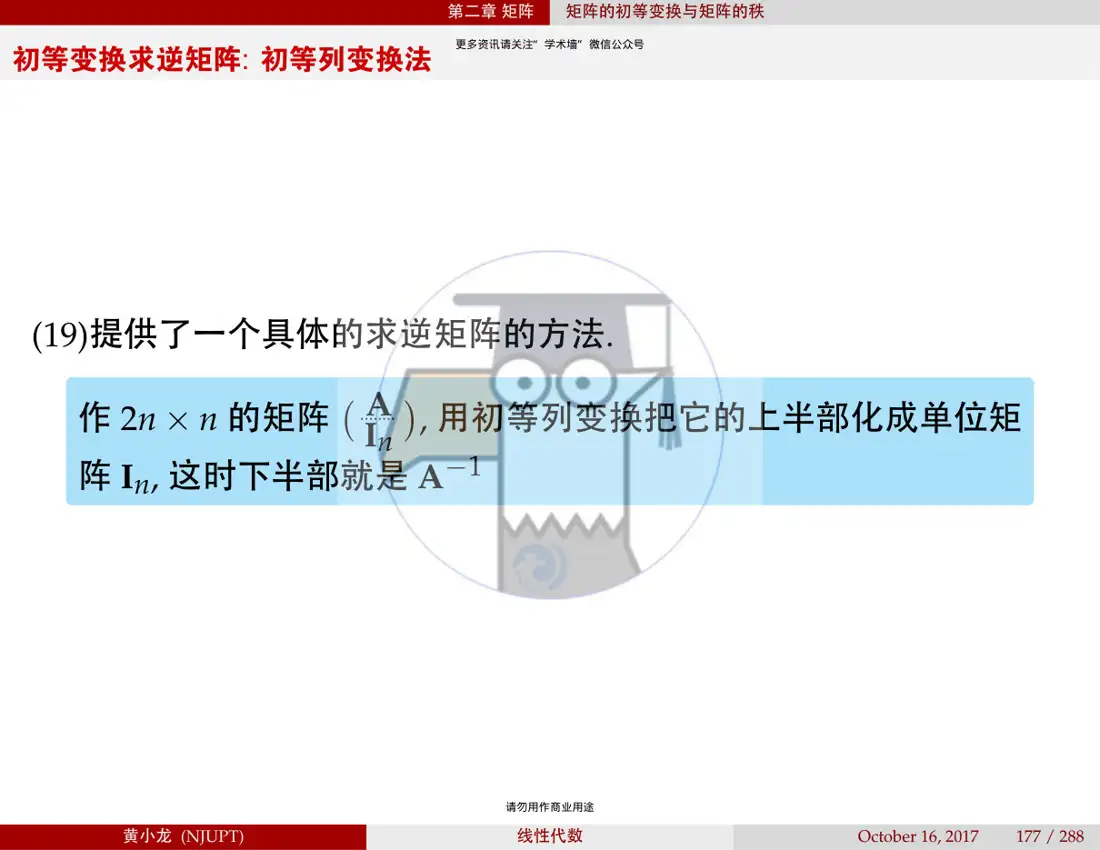 第二章 矩阵 矩阵的初等变换与矩阵的秩
更多资讯请关注“学术墙”微信公众号
初等变换求逆矩阵: 初等列变换法
(19)提供了一个具体的求逆矩阵的方法.
作 2n × n 的矩阵 (A/Iₙ), 用初等列变换把它的上半部化成单位矩
阵 Iₙ, 这时下半部就是 A⁻¹
请勿用作商业用途
黄小龙 (NJUPT) 线性代数 October 16, 2017 177 / 288